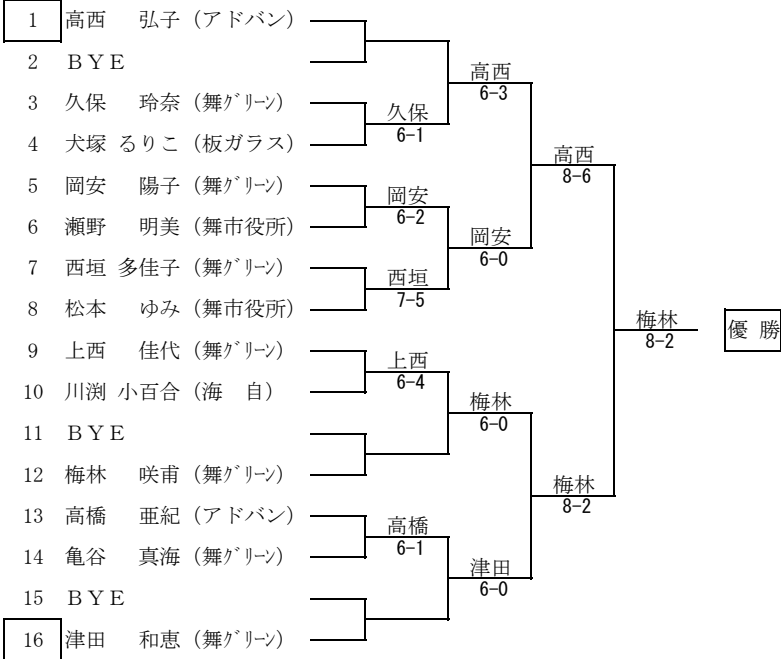 1 高西 弘子 (アドバン)
2 ＢＹＥ
3 久保 玲奈 (舞グリーン)
4 犬塚 るりこ (板ガラス)
5 岡安 陽子 (舞グリーン)
6 瀬野 明美 (舞市役所)
7 西垣 多佳子 (舞グリーン)
8 松本 ゆみ (舞市役所)
9 上西 佳代 (舞グリーン)
10 川渕 小百合 (海 自)
11 ＢＹＥ
12 梅林 咲甫 (舞グリーン)
13 高橋 亜紀 (アドバン)
14 亀谷 真海 (舞グリーン)
15 ＢＹＥ
16 津田 和恵 (舞グリーン)
久保
6-1
岡安
6-2
西垣
7-5
上西
6-4
高橋
6-1
高西
6-3
岡安
6-0
梅林
6-0
津田
6-0
高西
8-6
梅林
8-2
梅林
8-2
優 勝